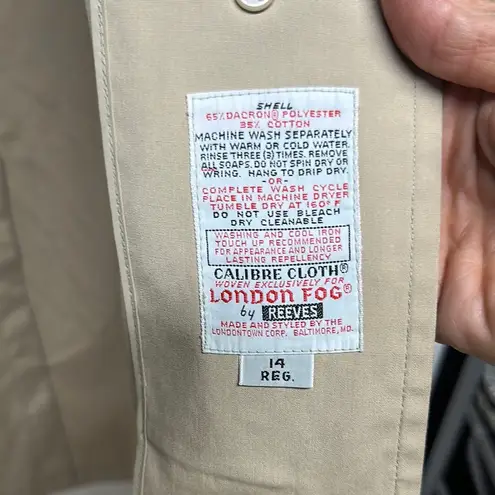 SHELL
65% DACRON® POLYESTER
35% COTTON
MACHINE WASH SEPARATELY
WITH WARM OR COLD WATER.
RINSE THREE (3) TIMES. REMOVE
ALL SOAPS. DO NOT SPIN DRY OR
WRING. HANG TO DRIP DRY.
-OR-
COMPLETE WASH CYCLE
PLACE IN MACHINE DRYER
TUMBLE DRY AT 160° F
DO NOT USE BLEACH
DRY CLEANABLE
WASHING AND COOL IRON
TOUCH UP RECOMMENDED
FOR APPEARANCE AND LONGER
LASTING REPELLENCY
CALIBRE CLOTH®
WOVEN EXCLUSIVELY FOR
LONDON FOG®
by REEVES
MADE AND STYLED BY THE
LONDONTOWN CORP. BALTIMORE, MD.
14
REG.